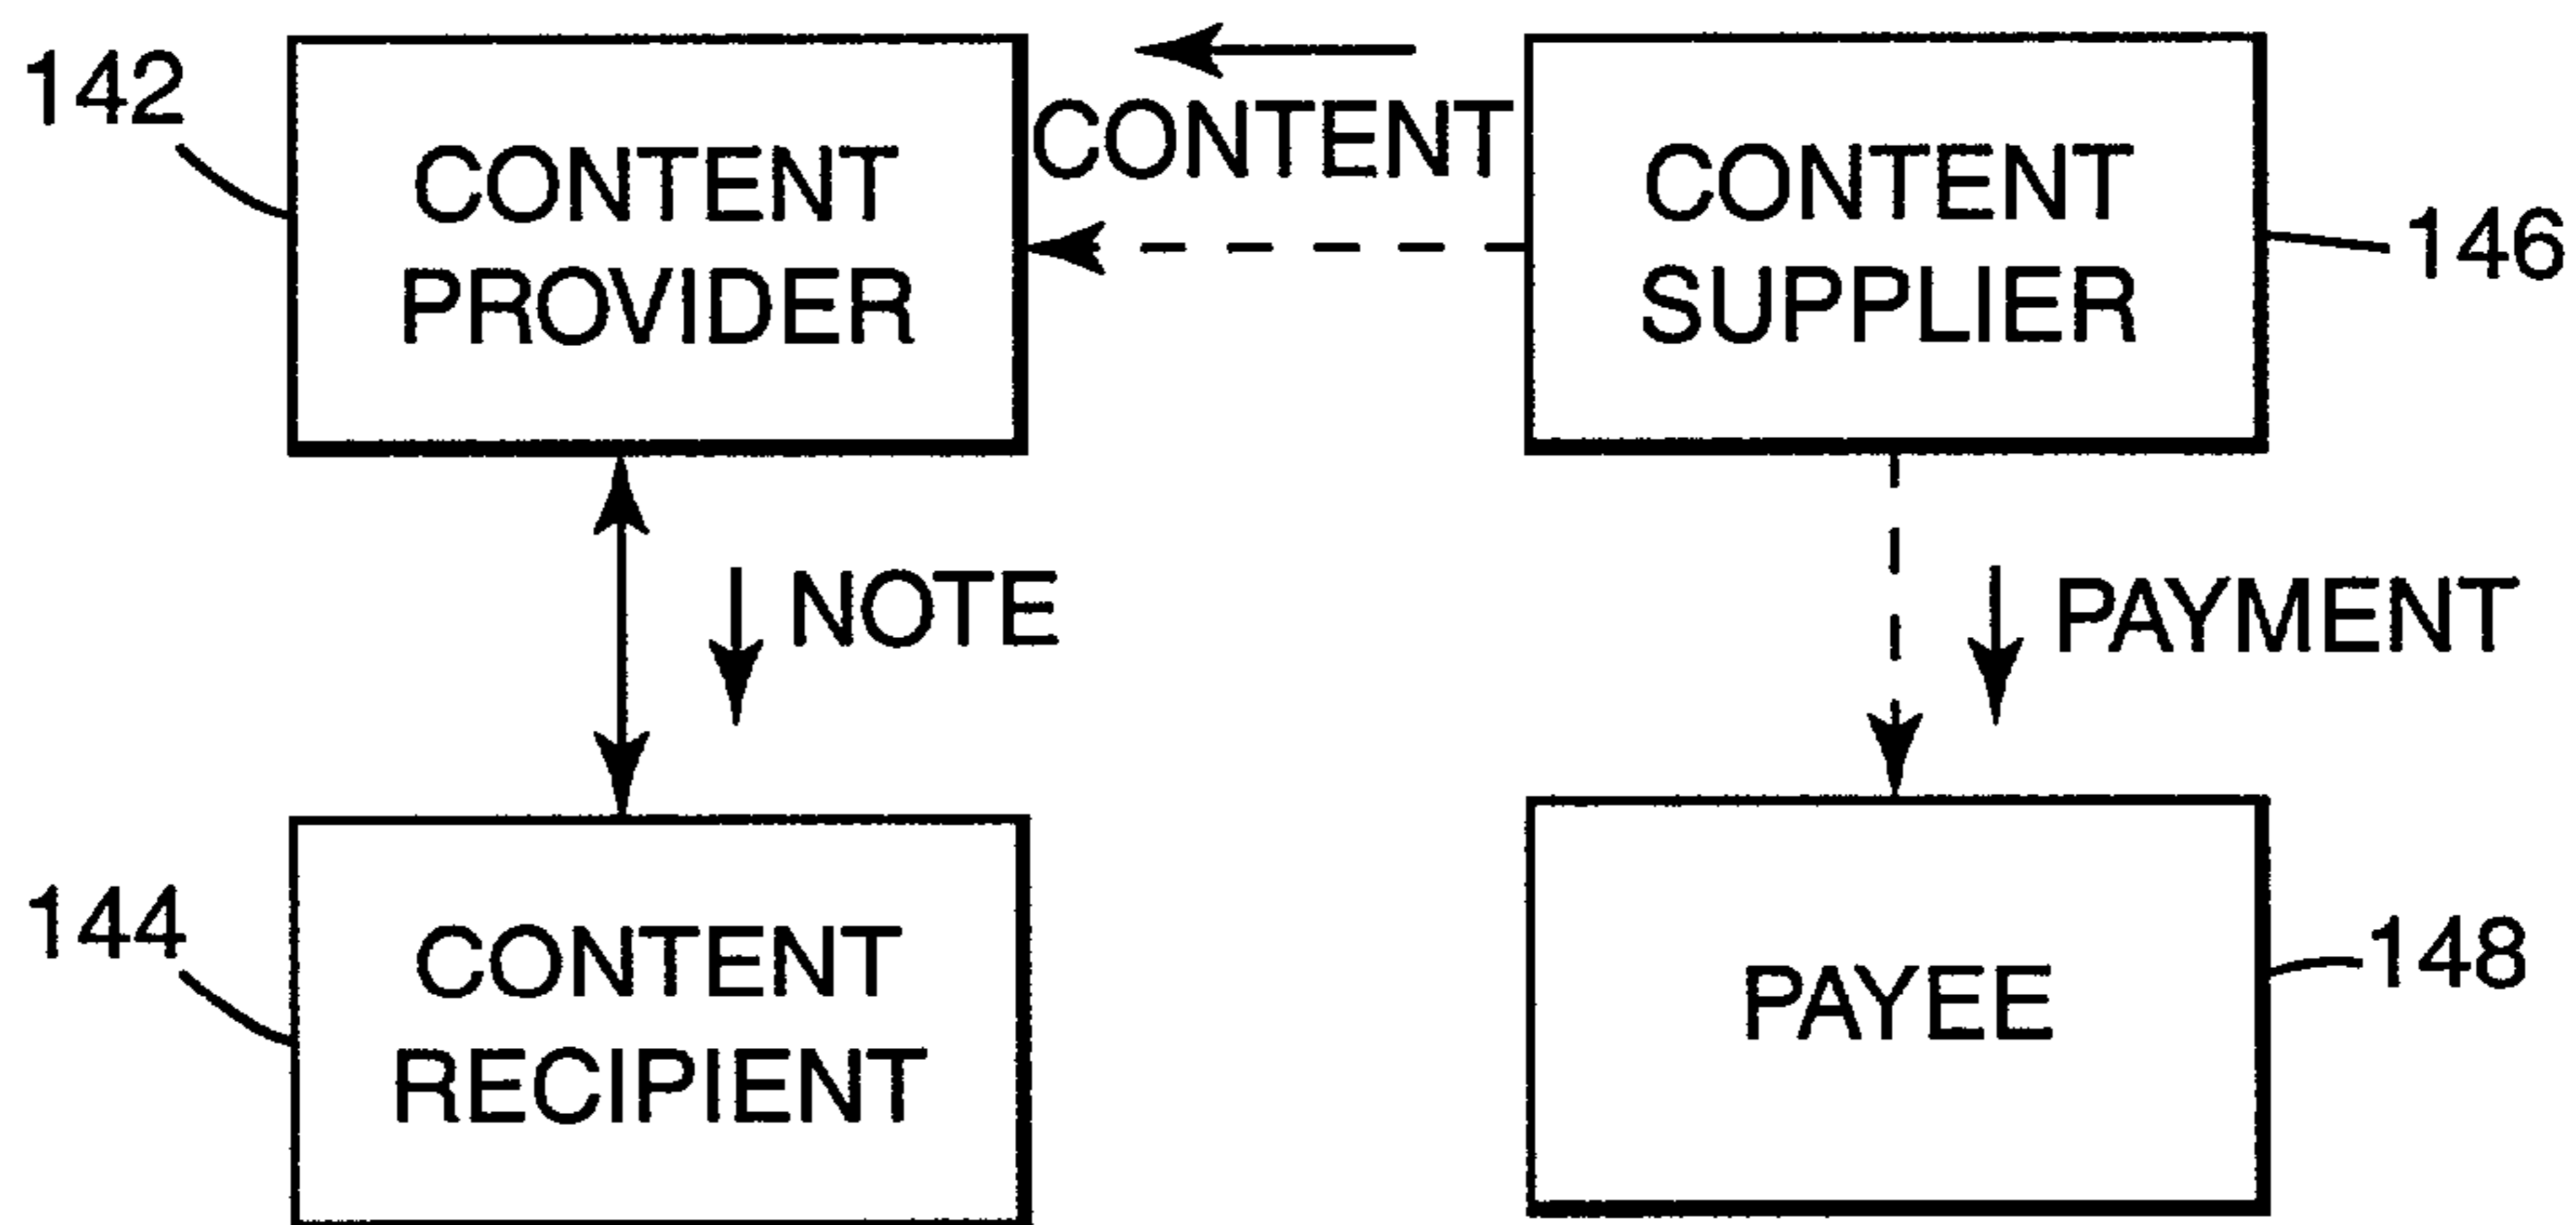 142
CONTENT
PROVIDER
CONTENT
CONTENT
SUPPLIER
146
NOTE
PAYMENT
144
CONTENT
RECIPIENT
PAYEE
148